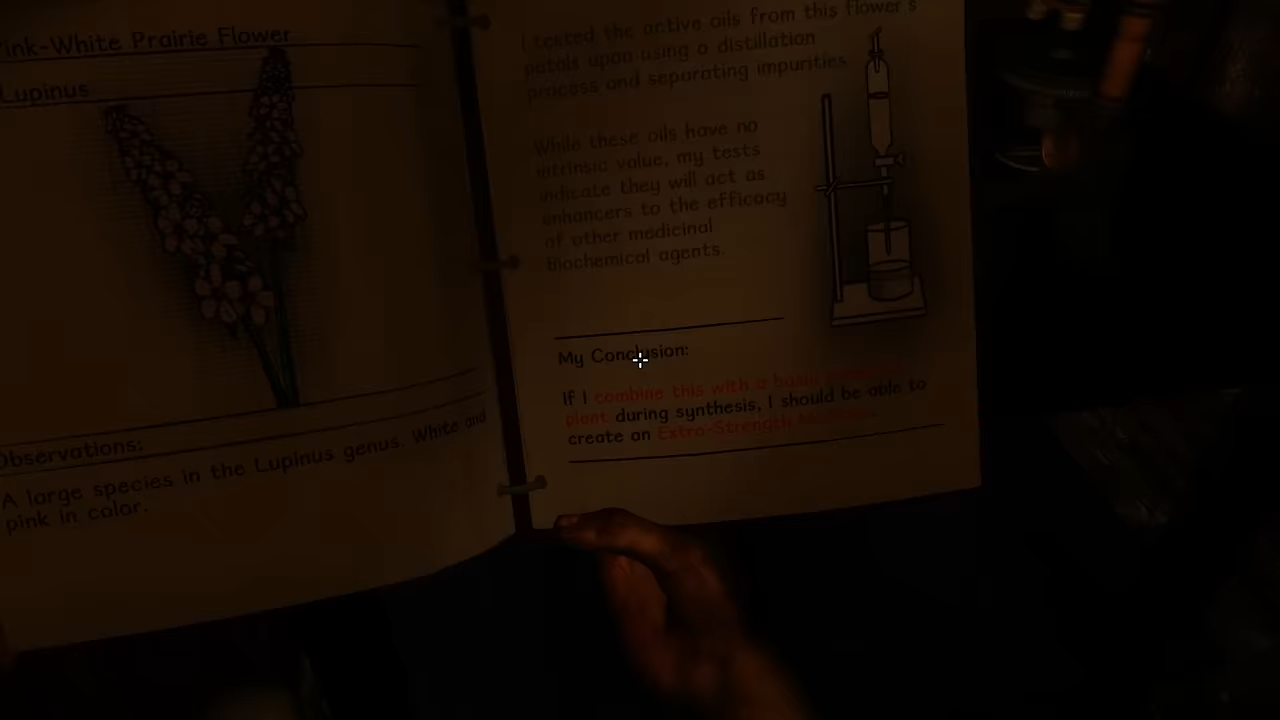 Pink-White Prairie Flower
Lupinus
Observations:
A large species in the Lupinus genus. White and
pink in color.
I tested the active oils from this flower's
petals upon using a distillation
process and separating impurities.
While these oils have no
intrinsic value, my tests
indicate they will act as
enhancers to the efficacy
of other medicinal
biochemical agents.
My Conclusion:
If I combine this with a basic
plant during synthesis, I should be able to
create an Extra-Strength